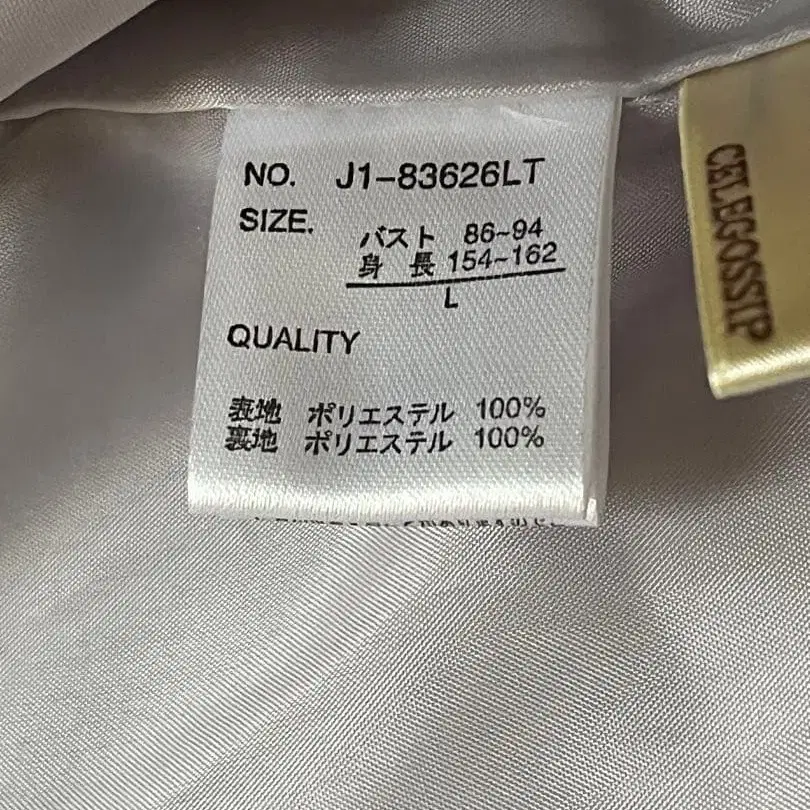 NO. J1-83626LT
SIZE.
バスト 86~94
身 長 154~162
L
QUALITY
表地 ポリエステル 100%
裏地 ポリエステル 100%
CELEGOSSIP